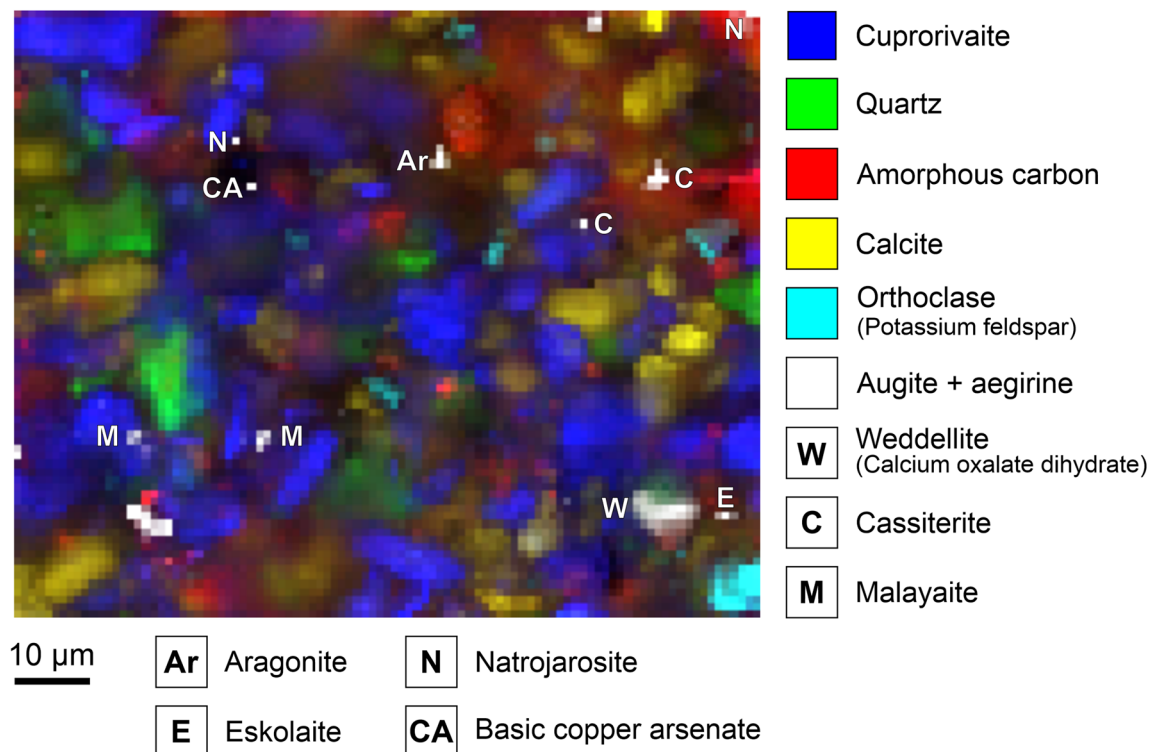 N
N
CA
Ar
C
C
M
M
W
E
Cuprorivaite
Quartz
Amorphous carbon
Calcite
Orthoclase
(Potassium feldspar)
Augite + aegirine
W Weddellite
(Calcium oxalate dihydrate)
C Cassiterite
M Malayaite
10 µm
Ar Aragonite
N Natrojarosite
E Eskolaite
CA Basic copper arsenate